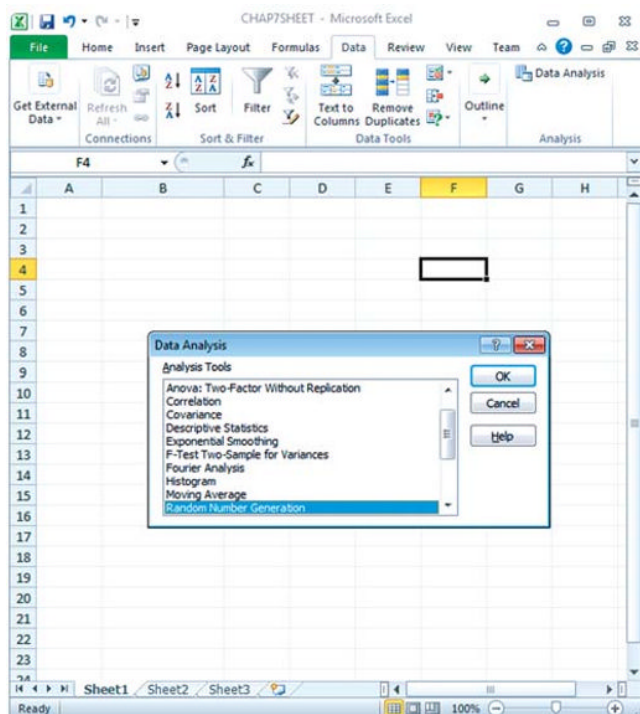 CHAP7SHEET - Microsoft Excel
File Home Insert Page Layout Formulas Data Review View Team
Get External Data
Refresh All
Connections
Sort
Filter
Sort & Filter
Text to Columns
Remove Duplicates
Data Tools
Outline
Data Analysis
Analysis
F4 fx
A B C D E F G H
1
2
3
4
5
6
7
8
9
10
11
12
13
14
15
16
17
18
19
20
21
22
23
24
Data Analysis
Analysis Tools
Anova: Two-Factor Without Replication
Correlation
Covariance
Descriptive Statistics
Exponential Smoothing
F-Test Two-Sample for Variances
Fourier Analysis
Histogram
Moving Average
Random Number Generation
OK
Cancel
Help
Sheet1 Sheet2 Sheet3
Ready 100%